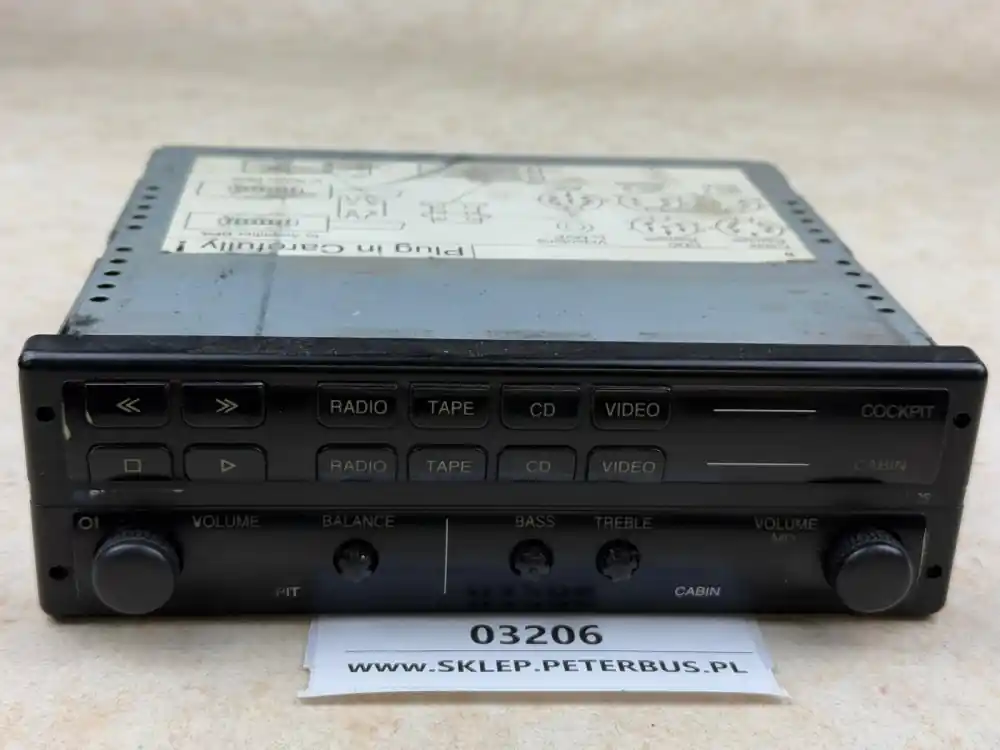 Plug in Carefully !
RADIO TAPE CD VIDEO COCKPIT
RADIO TAPE CD VIDEO CABIN
VOLUME BALANCE BASS TREBLE VOLUME
PIT CABIN
03206
WWW.SKLEP.PETERBUS.PL